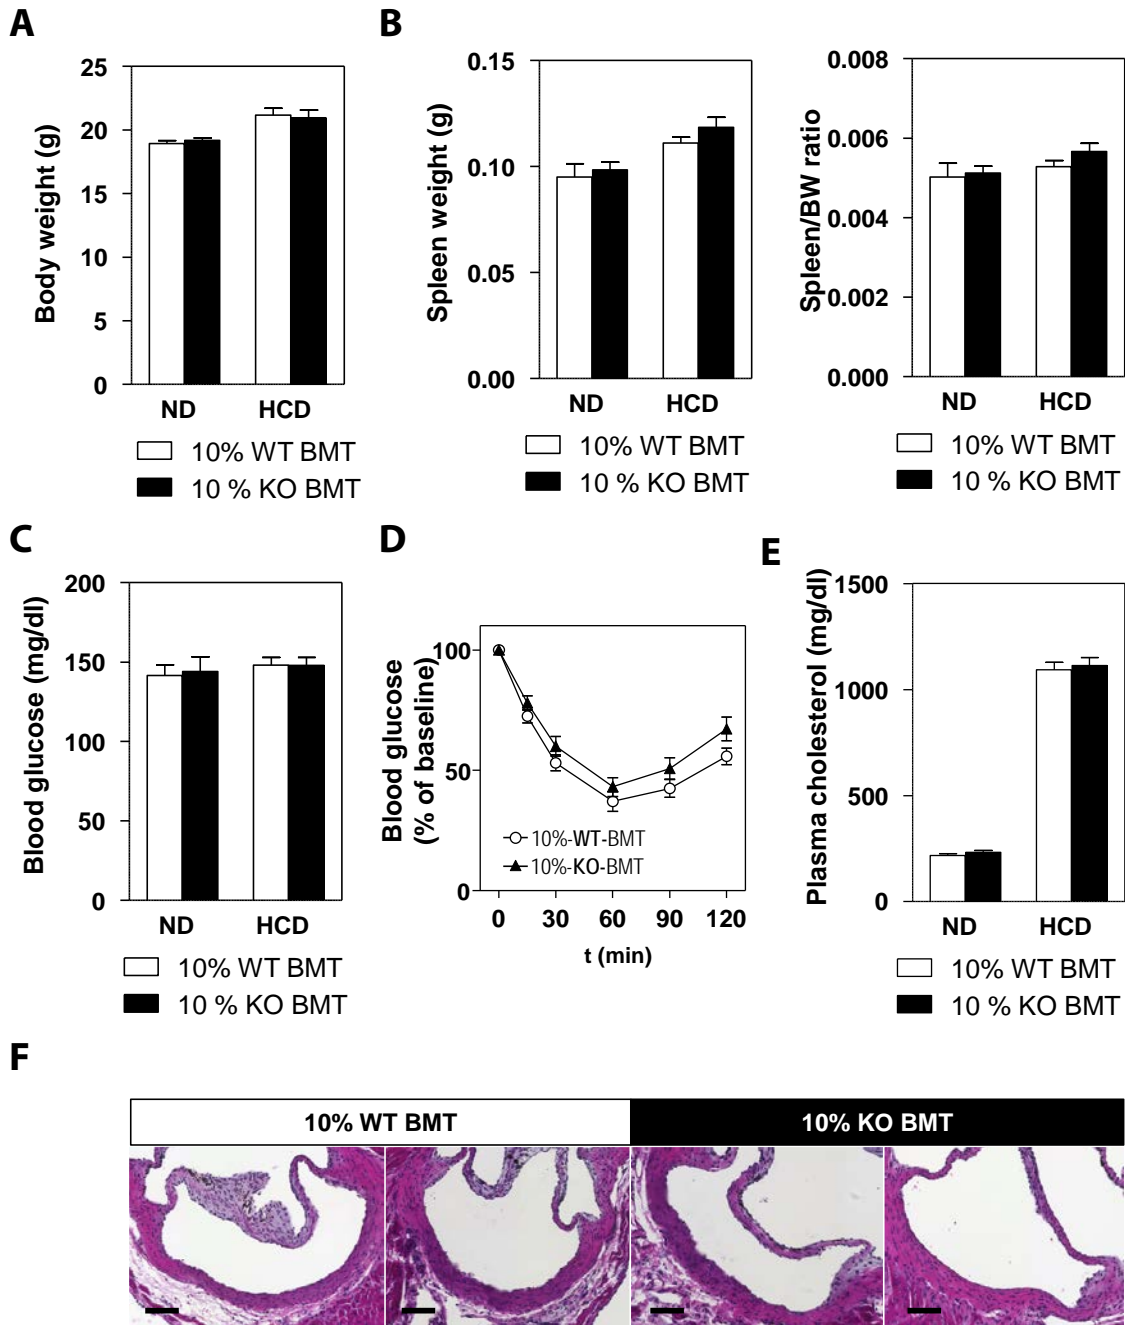 A
Body weight (g)
25
20
15
10
5
0
ND HCD
10% WT BMT
10 % KO BMT
B
Spleen weight (g)
0.15
0.10
0.05
0.00
ND HCD
10% WT BMT
10 % KO BMT
Spleen/BW ratio
0.008
0.006
0.004
0.002
0.000
ND HCD
10% WT BMT
10 % KO BMT
C
Blood glucose (mg/dl)
200
150
100
50
0
ND HCD
10% WT BMT
10 % KO BMT
D
Blood glucose
(% of baseline)
100
50
0
10%-WT-BMT
10%-KO-BMT
0 30 60 90 120
t (min)
E
Plasma cholesterol (mg/dl)
1500
1000
500
0
ND HCD
10% WT BMT
10 % KO BMT
F
10% WT BMT 10% KO BMT